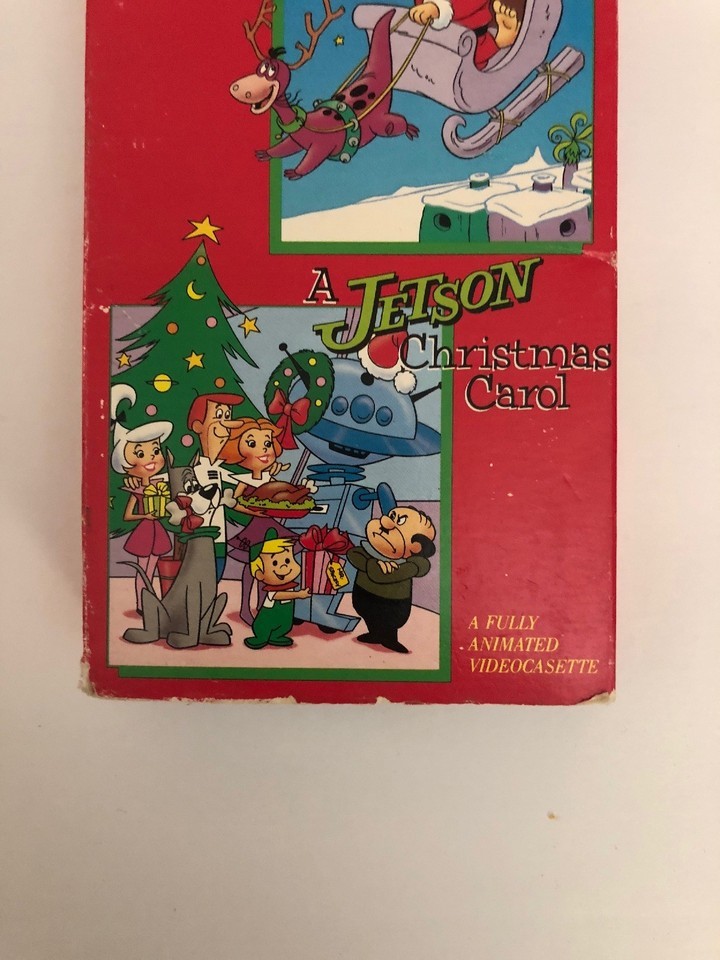 A JETSON
Christmas
Carol
A FULLY
ANIMATED
VIDEOCASETTE